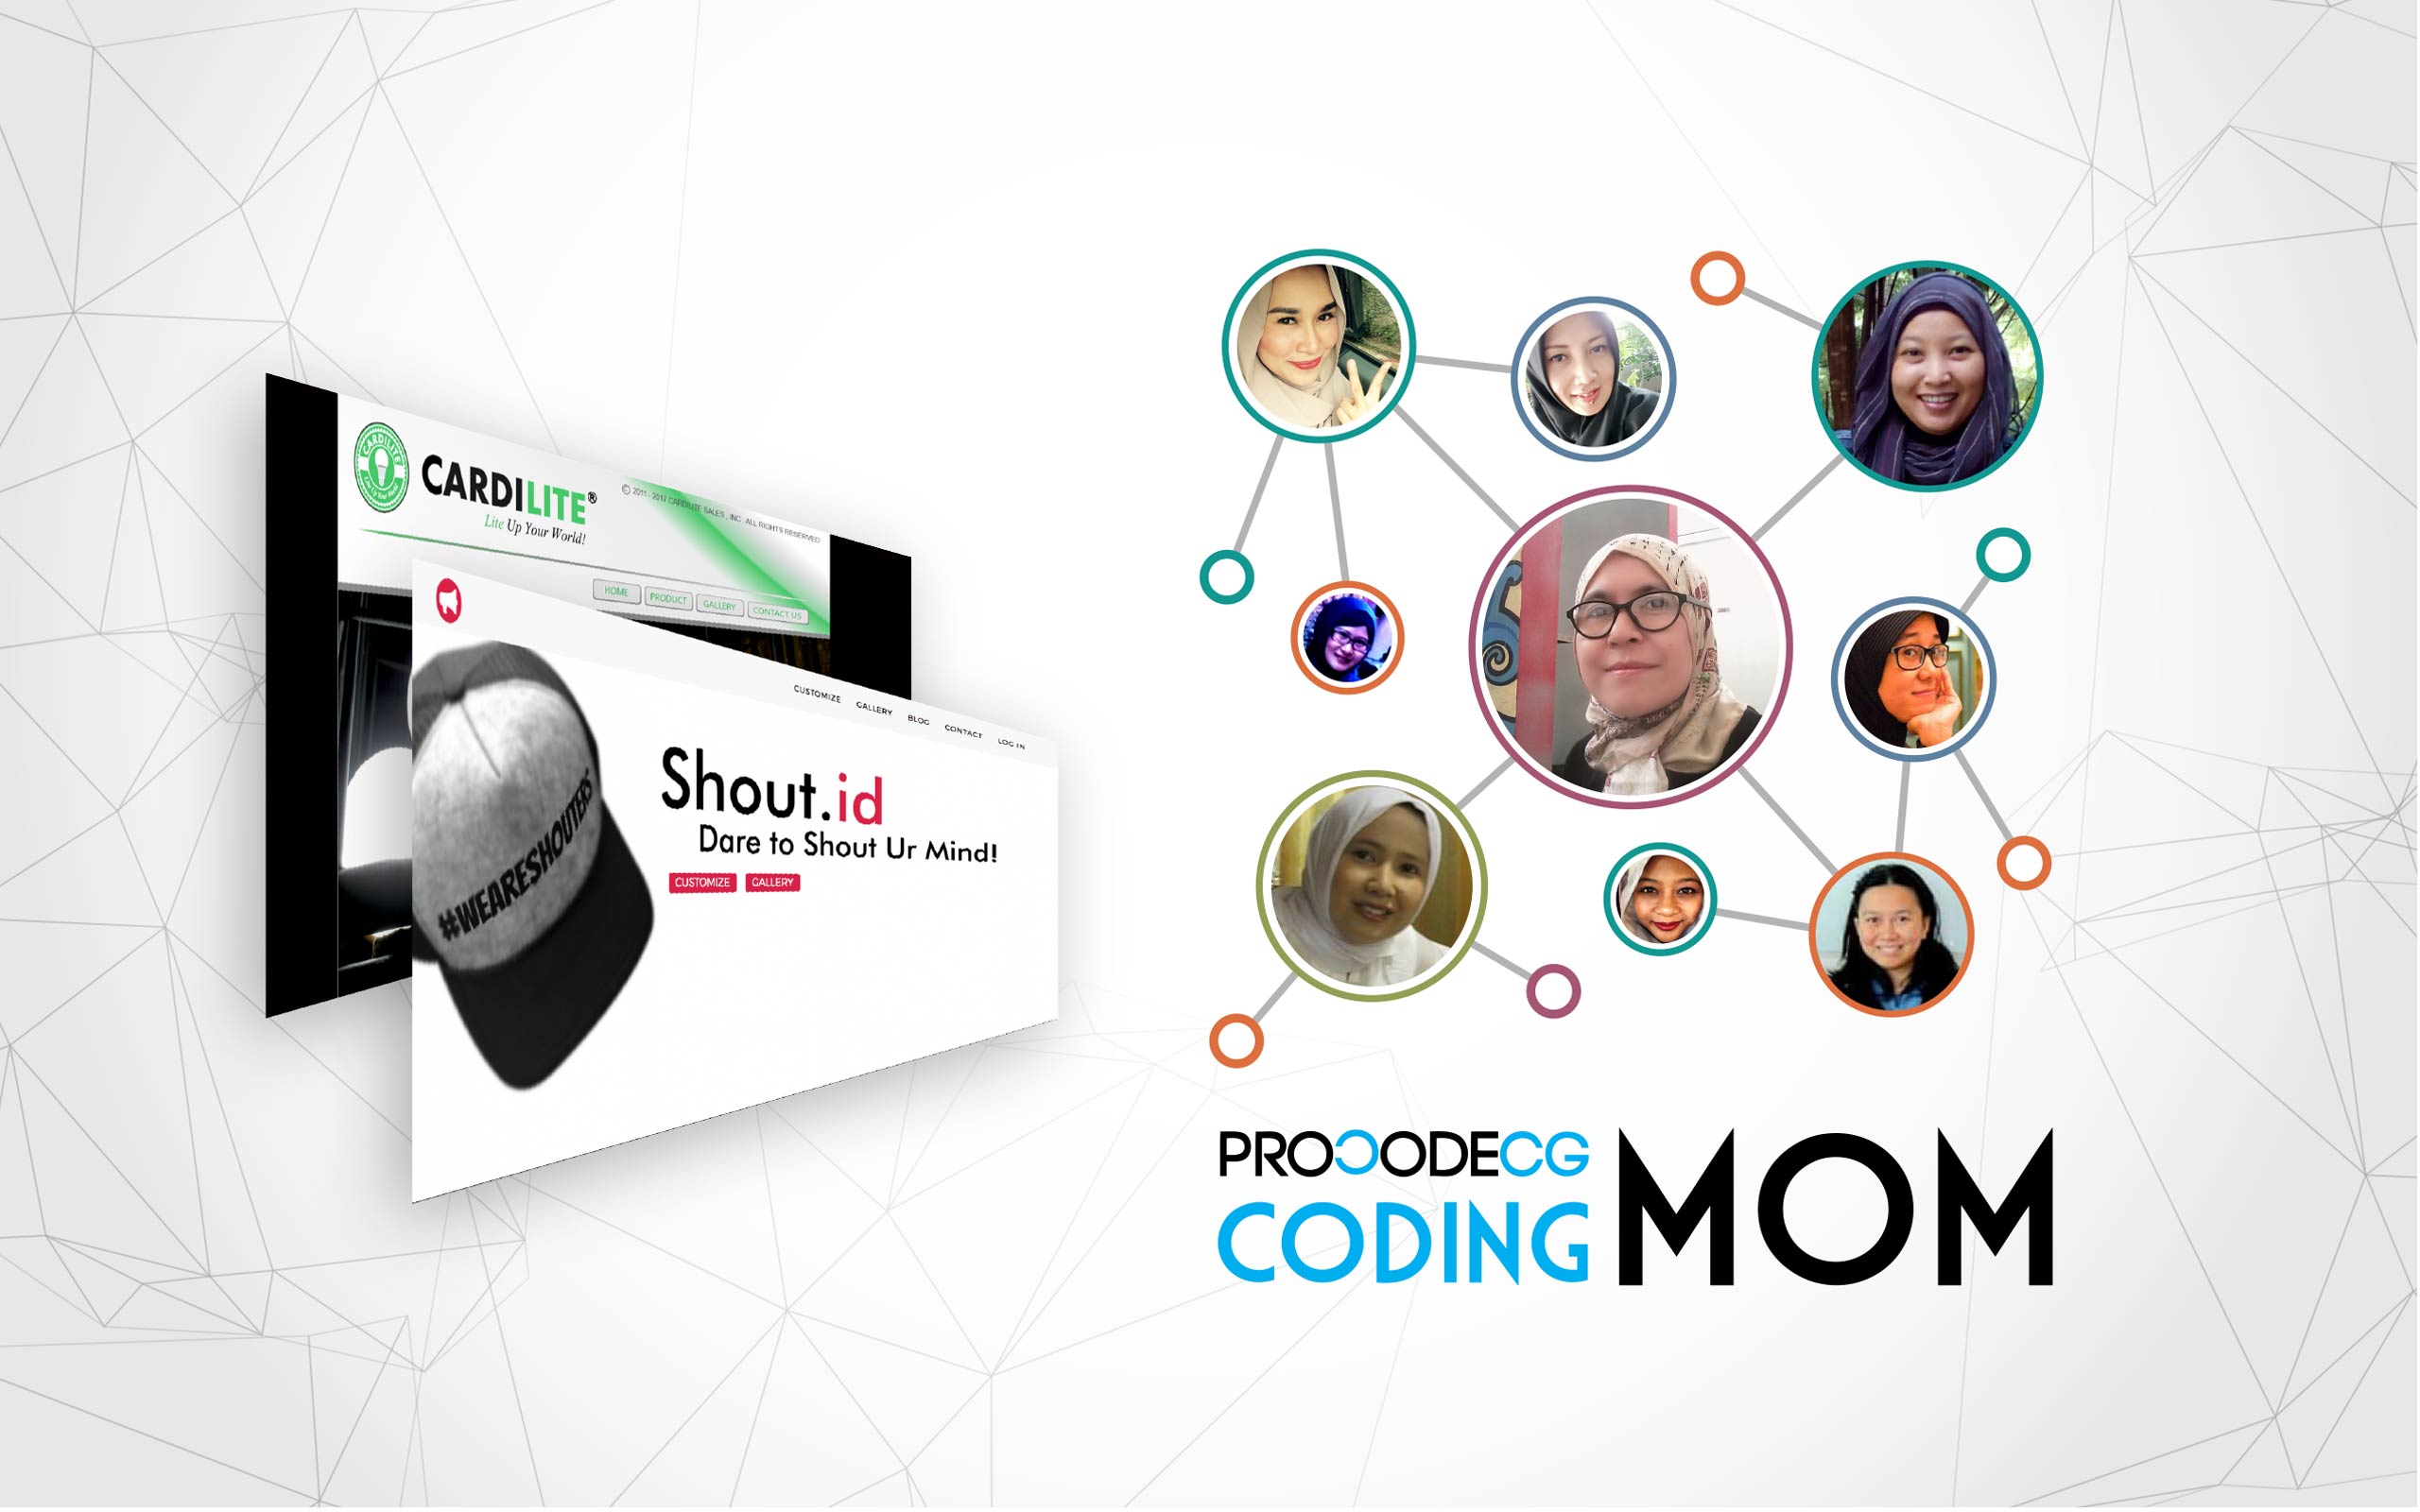 CARDILITE
CARDILITE®
Lite Up Your World!
© 2011 - 2017 CARDILITE SALES, INC. ALL RIGHTS RESERVED
HOME
PRODUCT
GALLERY
CONTACT US
CUSTOMIZE
GALLERY
BLOG
CONTACT
LOG IN
#WEARESHOUTERS
Shout.id
Dare to Shout Ur Mind!
CUSTOMIZE
GALLERY
PROCODECG
CODING MOM